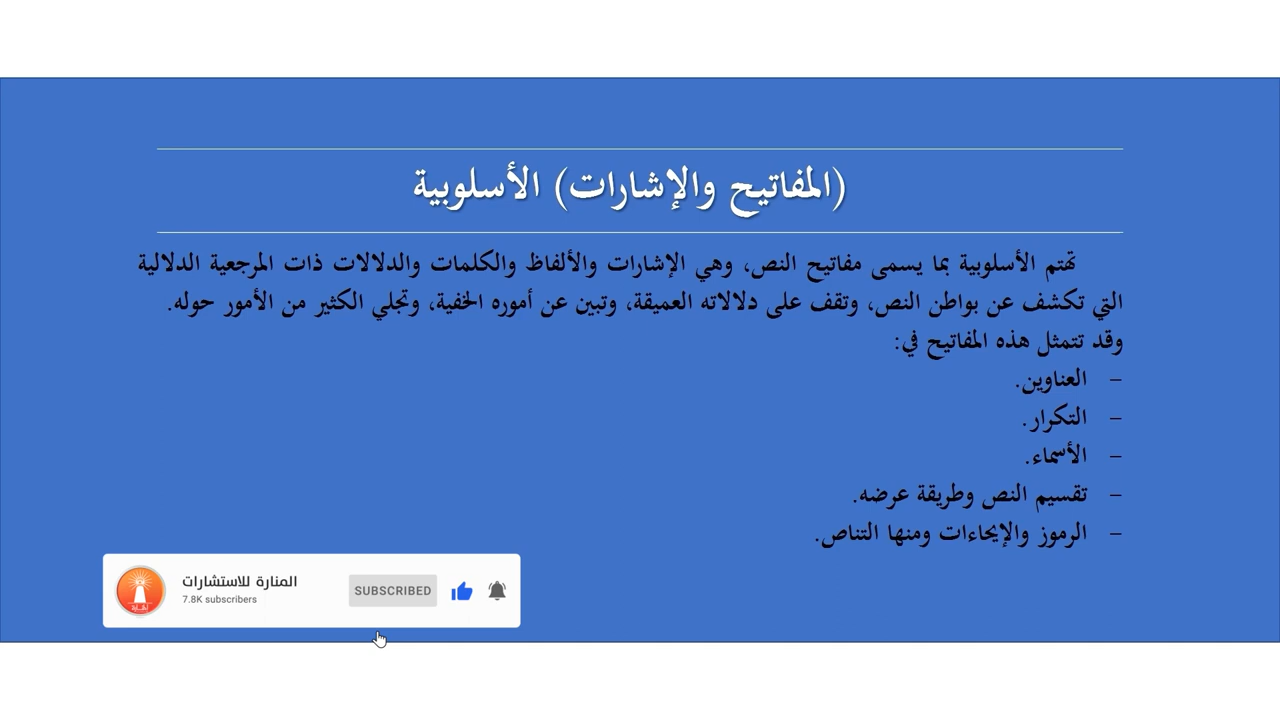 (المفاتيح والإشارات) الأسلوبية
تهتم الأسلوبية بما يسمى مفاتيح النص، وهي الإشارات والألفاظ والكلمات والدلالات ذات المرجعية الدلالية
التي تكشف عن بواطن النص، وتقف على دلالاته العميقة، وتبين عن أموره الخفية، وتجلي الكثير من الأمور حوله.
وقد تتمثل هذه المفاتيح في:
– العناوين.
– التكرار.
– الأسماء.
– تقسيم النص وطريقة عرضه.
– الرموز والإيحاءات ومنها التناص.
المنارة للاستشارات
7.8K subscribers
SUBSCRIBED